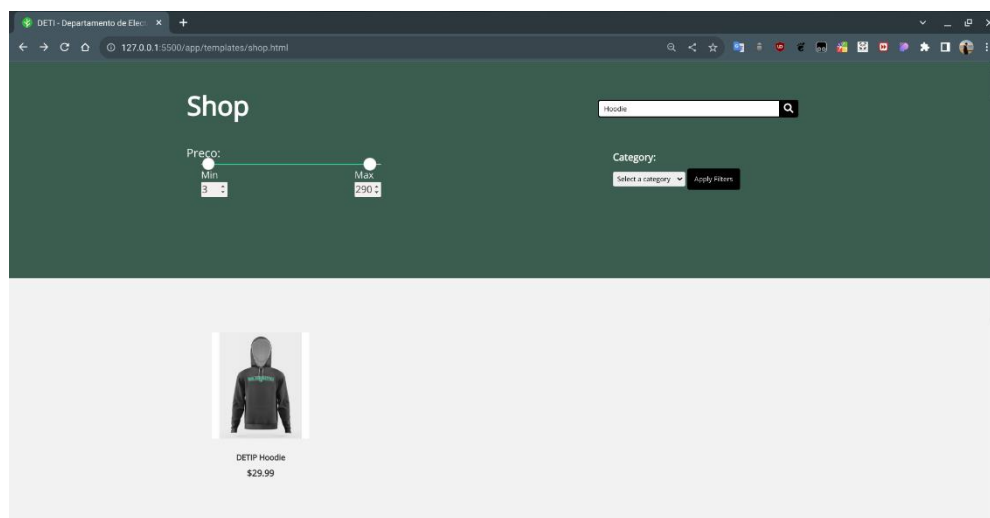 DETI - Departamento de Elect
127.0.0.1:5500/app/templates/shop.html
Shop
Hoodie
Preço:
Min
Max
3
290
Category:
Select a category
Apply Filters
DETIP Hoodie
$29.99